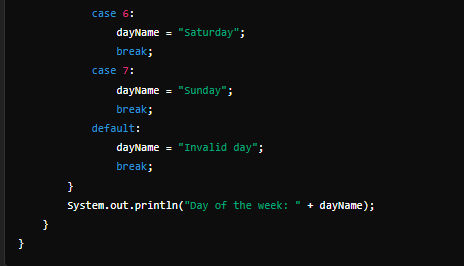 case 6:
dayName = "Saturday";
break;
case 7:
dayName = "Sunday";
break;
default:
dayName = "Invalid day";
break;
}
System.out.println("Day of the week: " + dayName);
}
}